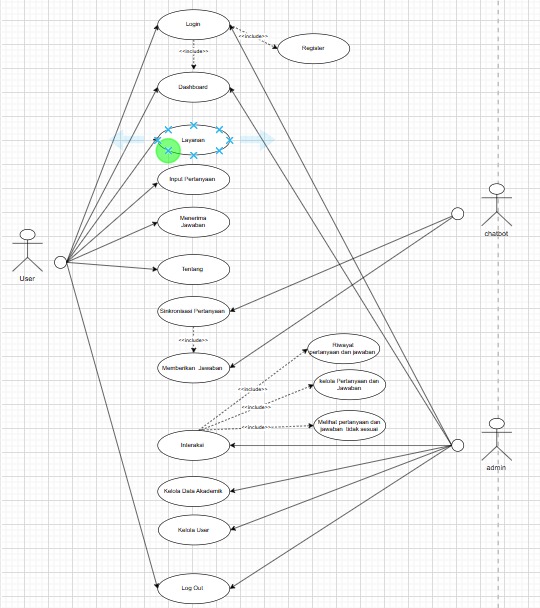 Login
<<include>>
<<include>>
Register
Dashboard
Layanan
Input Pertanyaan
chatbot
Menerima
Jawaban
User
Tentang
Sinkronisasi Pertanyaan
<<include>>
Memberikan Jawaban
Riwayat
pertanyaan dan jawaban
<<include>>
kelola Pertanyaan dan
Jawaban
<<include>>
Melihat pertanyaan dan
jawaban tidak sesuai
<<include>>
Interaksi
admin
Kelola Data Akademik
Kelola User
Log Out